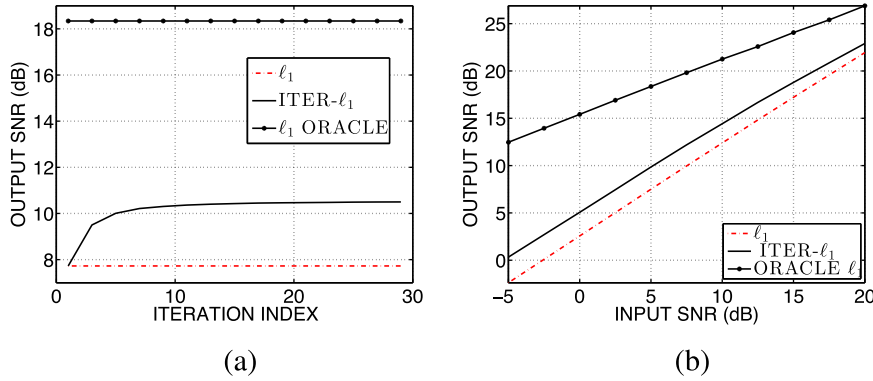 18
16
14
12
10
8
0
10
20
30
OUTPUT SNR (dB)
ITERATION INDEX
ℓ1
ITER-ℓ1
ℓ1 ORACLE
(a)
25
20
15
10
5
0
−5
0
5
10
15
20
OUTPUT SNR (dB)
INPUT SNR (dB)
ℓ1
ITER-ℓ1
ORACLE ℓ1
(b)